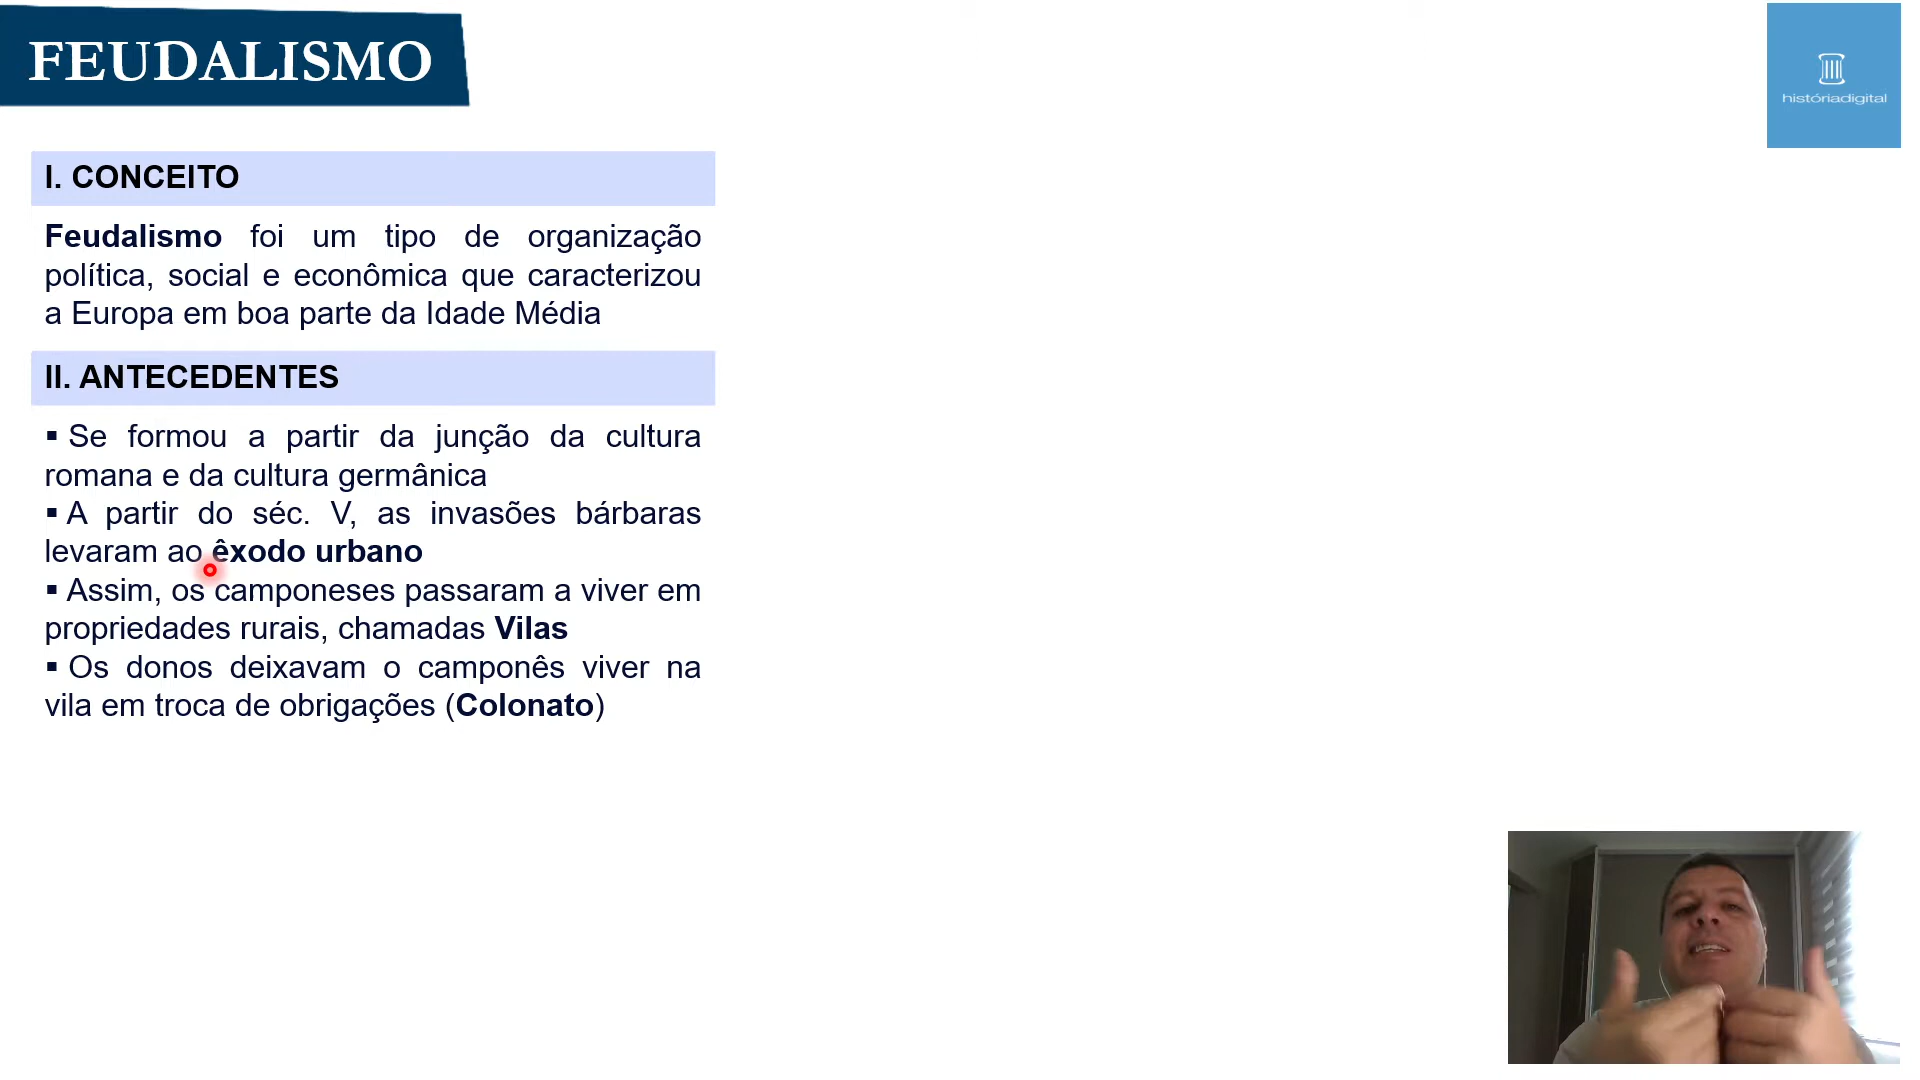 FEUDALISMO
históriadigital
I. CONCEITO
Feudalismo foi um tipo de organização
política, social e econômica que caracterizou
a Europa em boa parte da Idade Média
II. ANTECEDENTES
▪ Se formou a partir da junção da cultura
romana e da cultura germânica
▪ A partir do séc. V, as invasões bárbaras
levaram ao êxodo urbano
▪ Assim, os camponeses passaram a viver em
propriedades rurais, chamadas Vilas
▪ Os donos deixavam o camponês viver na
vila em troca de obrigações (Colonato)